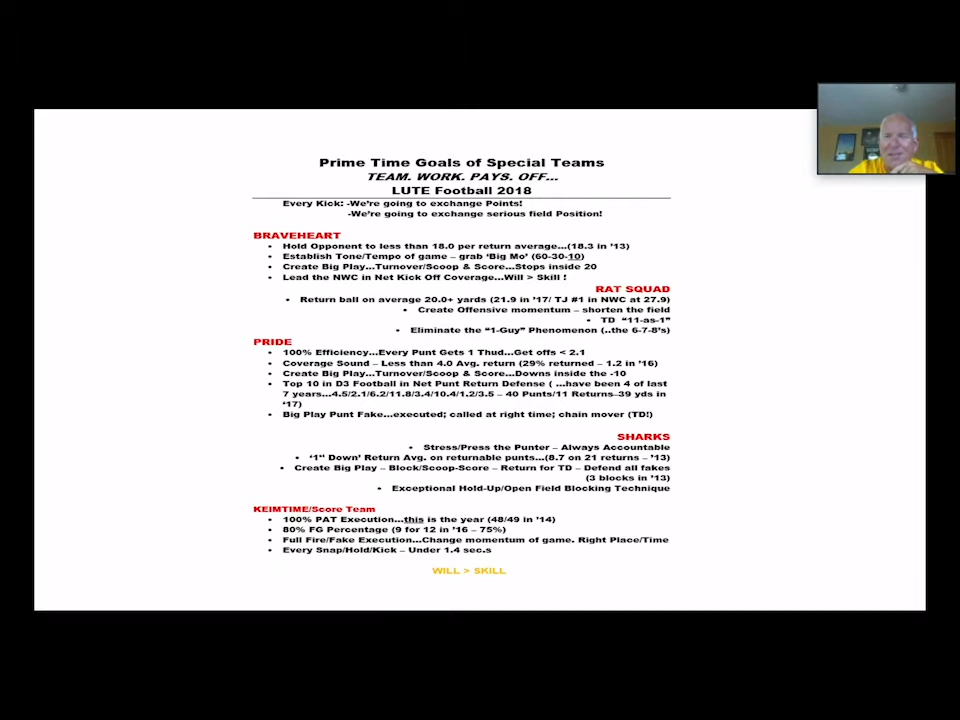 Prime Time Goals of Special Teams
TEAM. WORK. PAYS. OFF…
LUTE Football 2018
Every Kick: -We're going to exchange Points!
-We're going to exchange serious field Position!
BRAVEHEART
• Hold Opponent to less than 18.0 per return average…(18.3 in '13)
• Establish Tone/Tempo of game – grab 'Big Mo' (60-30-10)
• Create Big Play…Turnover/Scoop & Score…Stops inside 20
• Lead the NWC in Net Kick Off Coverage…Will > Skill !
RAT SQUAD
• Return ball on average 20.0+ yards (21.9 in '17/ TJ #1 in NWC at 27.9)
• Create Offensive momentum – shorten the field
• TD "11-as-1"
• Eliminate the "1-Guy" Phenomenon (..the 6-7-8's)
PRIDE
• 100% Efficiency…Every Punt Gets 1 Thud…Get offs < 2.1
• Coverage Sound – Less than 4.0 Avg. return (29% returned – 1.2 in '16)
• Create Big Play…Turnover/Scoop & Score…Downs inside the -10
• Top 10 in D3 Football in Net Punt Return Defense ( …have been 4 of last
7 years…4.5/2.1/6.2/11.8/3.4/10.4/1.2/3.5 – 40 Punts/11 Returns–39 yds in
'17)
• Big Play Punt Fake…executed; called at right time; chain mover (TD!)
SHARKS
• Stress/Press the Punter – Always Accountable
• '1st Down' Return Avg. on returnable punts…(8.7 on 21 returns – '13)
• Create Big Play – Block/Scoop-Score – Return for TD – Defend all fakes
(3 blocks in '13)
• Exceptional Hold-Up/Open Field Blocking Technique
KEIMTIME/Score Team
• 100% PAT Execution…this is the year (48/49 in '14)
• 80% FG Percentage (9 for 12 in '16 – 75%)
• Full Fire/Fake Execution…Change momentum of game. Right Place/Time
• Every Snap/Hold/Kick – Under 1.4 sec.s
WILL > SKILL